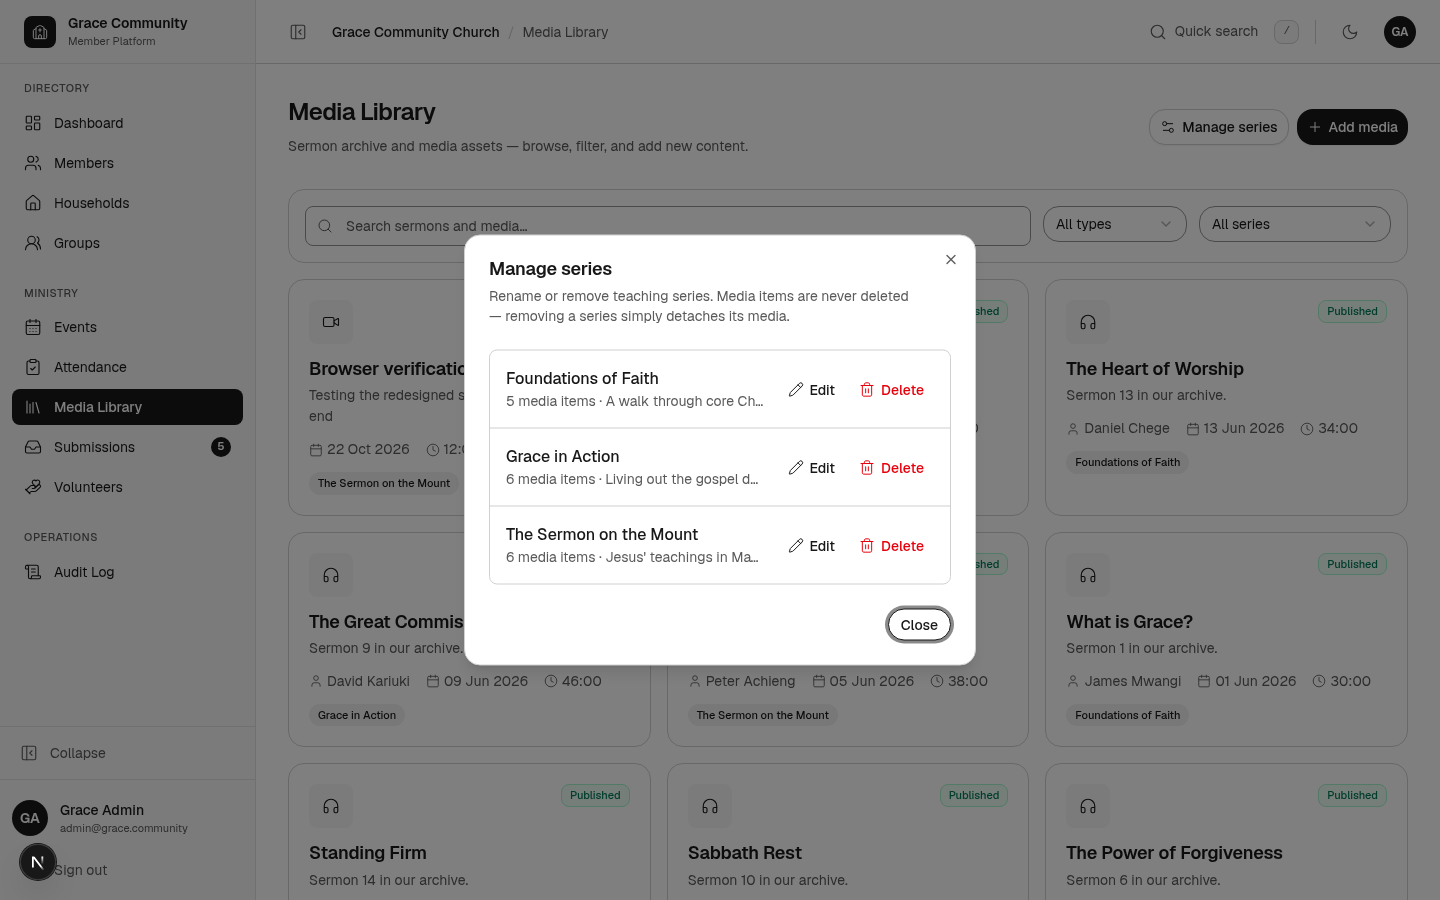 Grace Community
Member Platform
DIRECTORY
Dashboard
Members
Households
Groups
MINISTRY
Events
Attendance
Media Library
Submissions
5
Volunteers
OPERATIONS
Audit Log
Collapse
GA
Grace Admin
admin@grace.community
N
Sign out
Grace Community Church / Media Library
Quick search
/
GA
Media Library
Sermon archive and media assets — browse, filter, and add new content.
Manage series
Add media
Search sermons and media…
All types
All series
Testing the redesigned
end
22 Oct 2026
The Sermon on the Mount
Published
The Heart of Worship
Sermon 13 in our archive.
Daniel Chege 13 Jun 2026 34:00
Foundations of Faith
Manage series
Rename or remove teaching series. Media items are never deleted
— removing a series simply detaches its media.
Foundations of Faith
5 media items · A walk through core Ch…
Edit
Delete
Grace in Action
6 media items · Living out the gospel d…
Edit
Delete
The Sermon on the Mount
6 media items · Jesus' teachings in Ma…
Edit
Delete
Close
The Great
Sermon 9 in our archive.
David Kariuki 09 Jun 2026 46:00
Grace in Action
Peter Achieng 05 Jun 2026 38:00
The Sermon on the Mount
Published
What is Grace?
Sermon 1 in our archive.
James Mwangi 01 Jun 2026 30:00
Foundations of Faith
Published
Standing Firm
Sermon 14 in our archive.
Published
Sabbath Rest
Sermon 10 in our archive.
Published
The Power of Forgiveness
Sermon 6 in our archive.